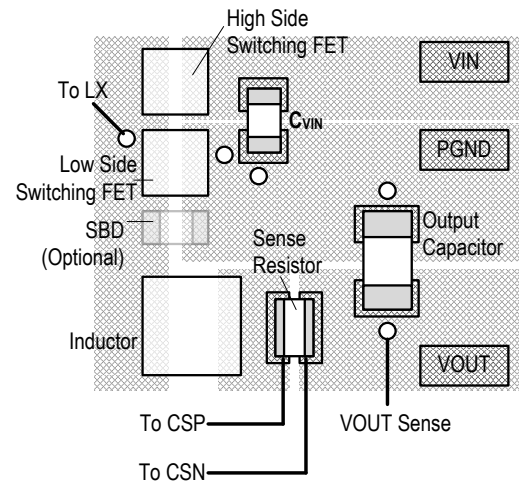 High Side
Switching FET
VIN
To LX
CVIN
PGND
Low Side
Switching FET
SBD
(Optional)
Sense
Resistor
Output
Capacitor
Inductor
VOUT
To CSP
VOUT Sense
To CSN